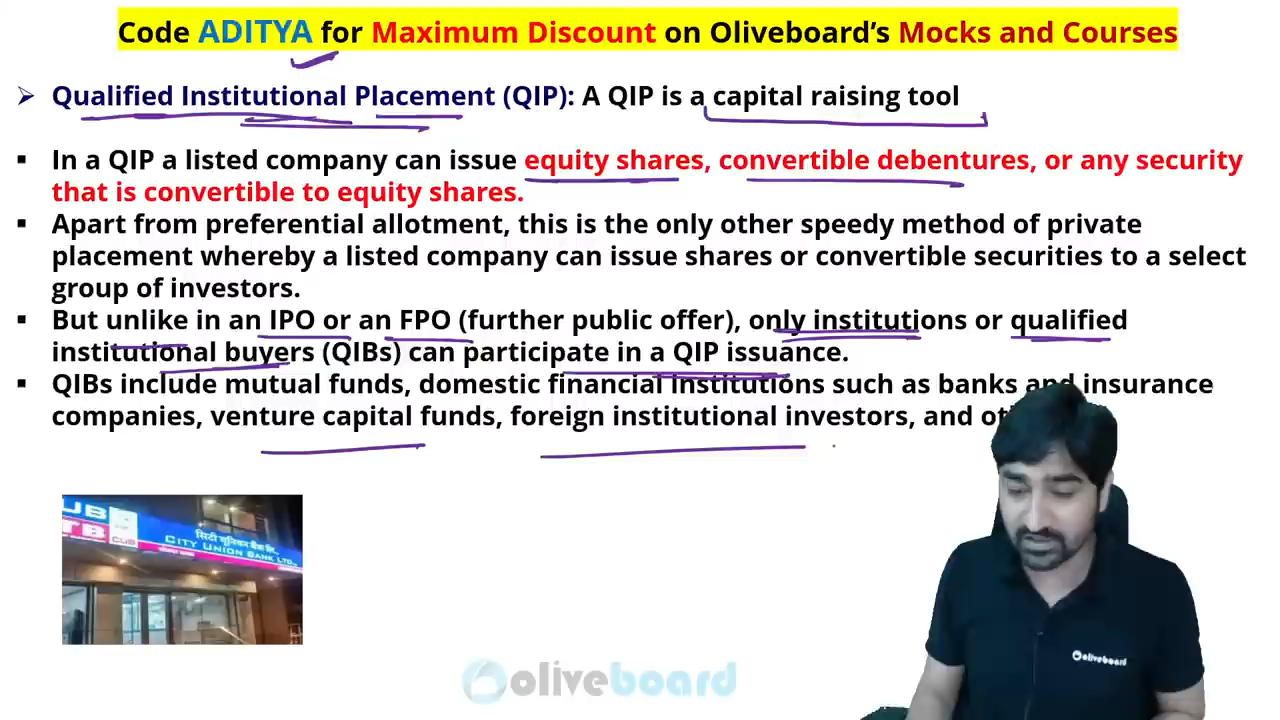 Code ADITYA for Maximum Discount on Oliveboard's Mocks and Courses
➢ Qualified Institutional Placement (QIP): A QIP is a capital raising tool
▪ In a QIP a listed company can issue equity shares, convertible debentures, or any security
that is convertible to equity shares.
▪ Apart from preferential allotment, this is the only other speedy method of private
placement whereby a listed company can issue shares or convertible securities to a select
group of investors.
▪ But unlike in an IPO or an FPO (further public offer), only institutions or qualified
institutional buyers (QIBs) can participate in a QIP issuance.
▪ QIBs include mutual funds, domestic financial institutions such as banks and insurance
companies, venture capital funds, foreign institutional investors, and
UB
TB
CUB
सिटी यूनियन बैंक लि.
CITY UNION BANK LTD.
oliveboard
oliveboard